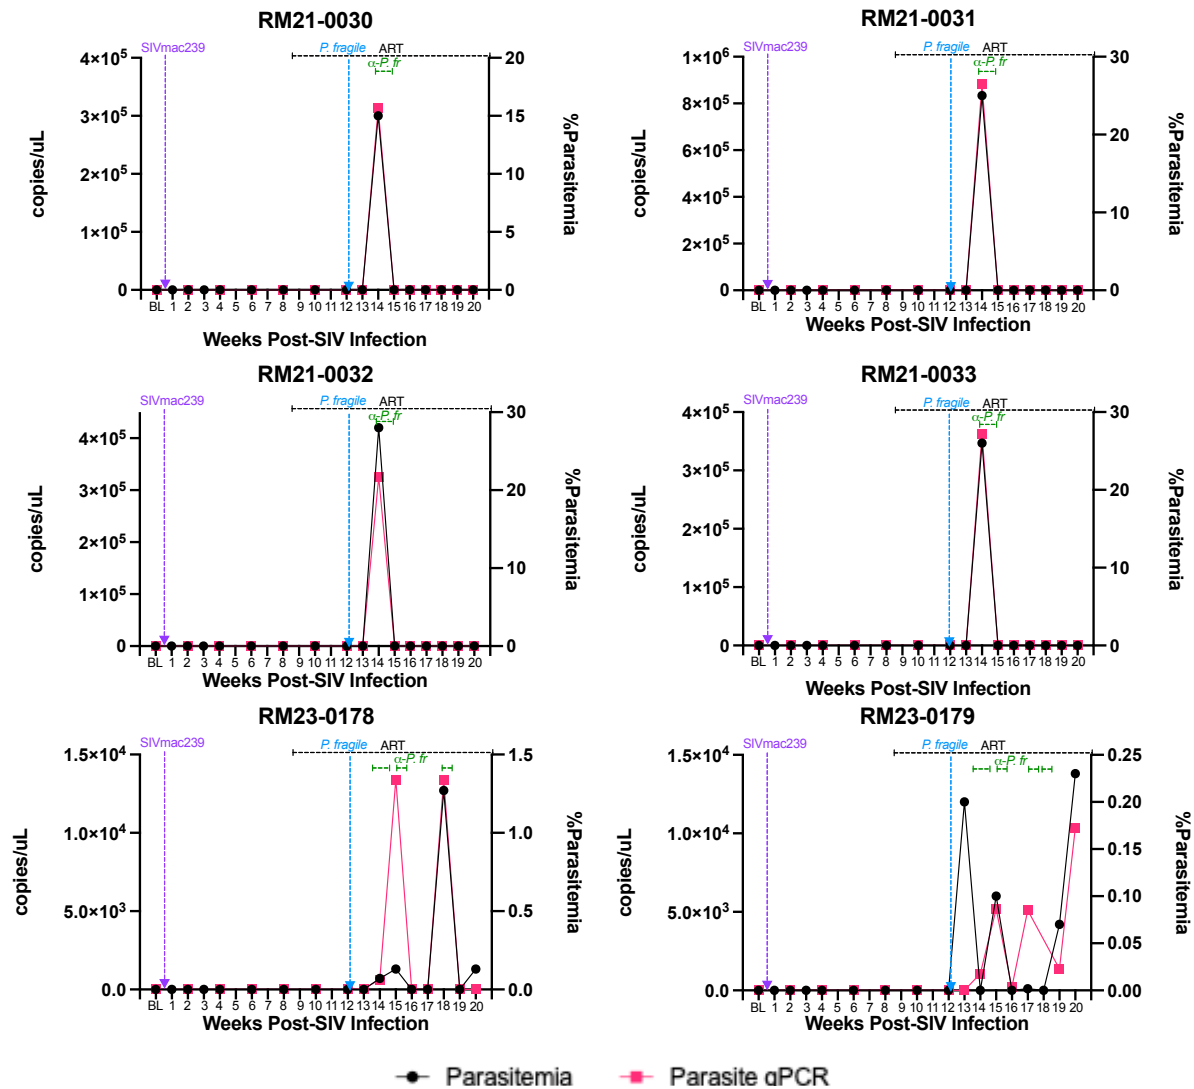 RM21-0030
SIVmac239
P. fragile
ART
α-P. fr
4×10⁵
3×10⁵
2×10⁵
1×10⁵
0
20
15
10
5
0
copies/uL
%Parasitemia
BL 1 2 3 4 5 6 7 8 9 10 11 12 13 14 15 16 17 18 19 20
Weeks Post-SIV Infection
RM21-0031
SIVmac239
P. fragile
ART
α-P. fr
1×10⁶
8×10⁵
6×10⁵
4×10⁵
2×10⁵
0
30
20
10
0
copies/uL
%Parasitemia
BL 1 2 3 4 5 6 7 8 9 10 11 12 13 14 15 16 17 18 19 20
Weeks Post-SIV Infection
RM21-0032
SIVmac239
P. fragile
ART
α-P. fr
4×10⁵
3×10⁵
2×10⁵
1×10⁵
0
30
20
10
0
copies/uL
%Parasitemia
BL 1 2 3 4 5 6 7 8 9 10 11 12 13 14 15 16 17 18 19 20
Weeks Post-SIV Infection
RM21-0033
SIVmac239
P. fragile
ART
α-P. fr
4×10⁵
3×10⁵
2×10⁵
1×10⁵
0
30
20
10
0
copies/uL
%Parasitemia
BL 1 2 3 4 5 6 7 8 9 10 11 12 13 14 15 16 17 18 19 20
Weeks Post-SIV Infection
RM23-0178
SIVmac239
P. fragile
ART
α-P. fr
1.5×10⁴
1.0×10⁴
5.0×10³
0.0
1.5
1.0
0.5
0.0
copies/uL
%Parasitemia
BL 1 2 3 4 5 6 7 8 9 10 11 12 13 14 15 16 17 18 19 20
Weeks Post-SIV Infection
RM23-0179
SIVmac239
P. fragile
ART
α-P. fr
1.5×10⁴
1.0×10⁴
5.0×10³
0.0
0.25
0.20
0.15
0.10
0.05
0.00
copies/uL
%Parasitemia
BL 1 2 3 4 5 6 7 8 9 10 11 12 13 14 15 16 17 18 19 20
Weeks Post-SIV Infection
Parasitemia
Parasite qPCR